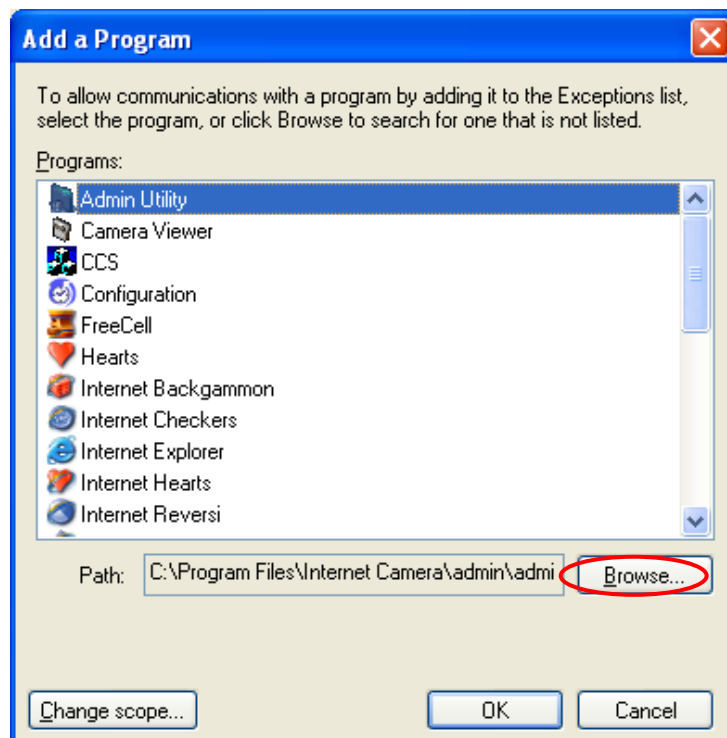 Add a Program
To allow communications with a program by adding it to the Exceptions list,
select the program, or click Browse to search for one that is not listed.
Programs:
Admin Utility
Camera Viewer
CCS
Configuration
FreeCell
Hearts
Internet Backgammon
Internet Checkers
Internet Explorer
Internet Hearts
Internet Reversi
Path: C:\Program Files\Internet Camera\admin\admi Browse...
Change scope... OK Cancel